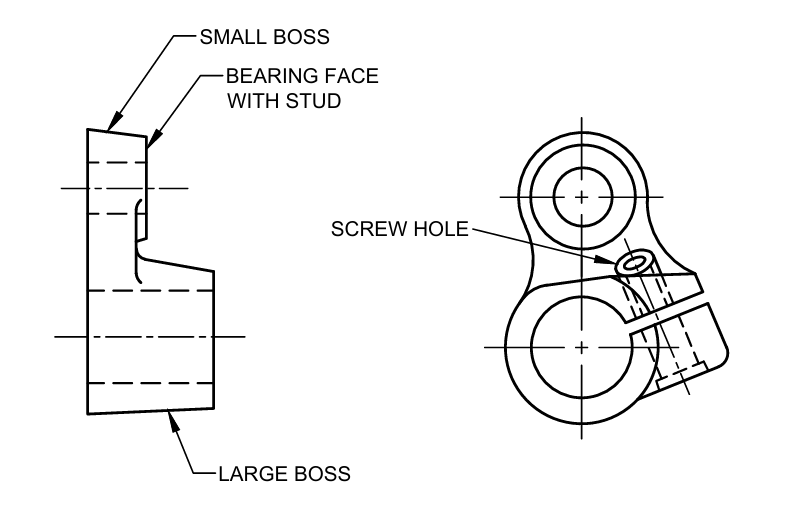 SMALL BOSS
BEARING FACE
WITH STUD
SCREW HOLE
LARGE BOSS